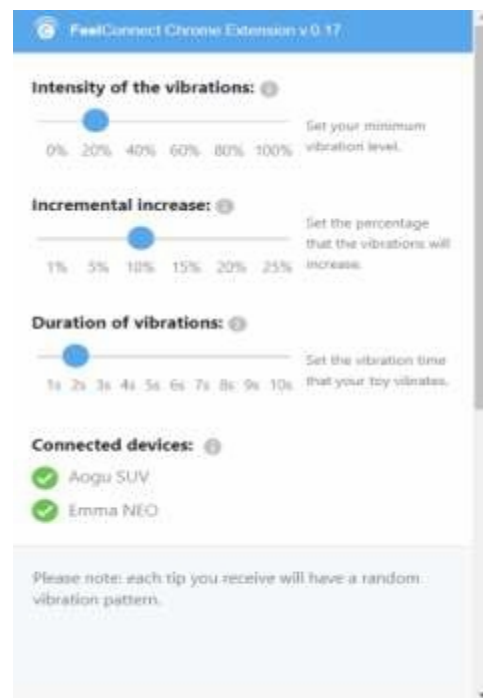 FeelConnect Chrome Extension v 0.17
Intensity of the vibrations:
Set your minimum
vibration level.
0% 20% 40% 60% 80% 100%
Incremental increase:
Set the percentage
that the vibrations will
increase.
1% 5% 10% 15% 20% 25%
Duration of vibrations:
Set the vibration time
that your toy vibrates.
1s 2s 3s 4s 5s 6s 7s 8s 9s 10s
Connected devices:
Aogu SUV
Emma NEO
Please note: each tip you receive will have a random
vibration pattern.